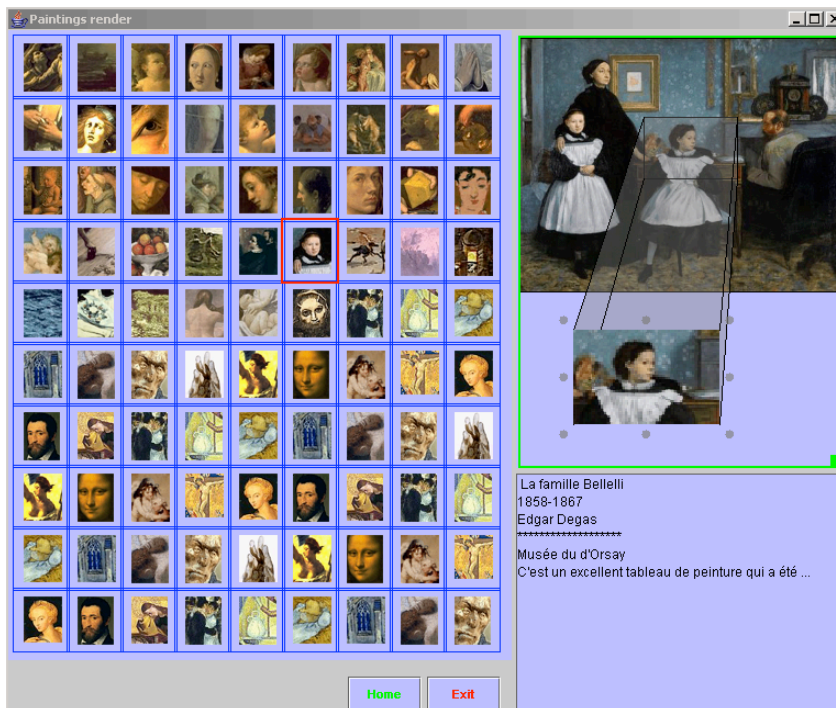 Paintings render
La famille Bellelli
1858-1867
Edgar Degas
********************
Musée du d'Orsay
C'est un excellent tableau de peinture qui a été ...
Home Exit